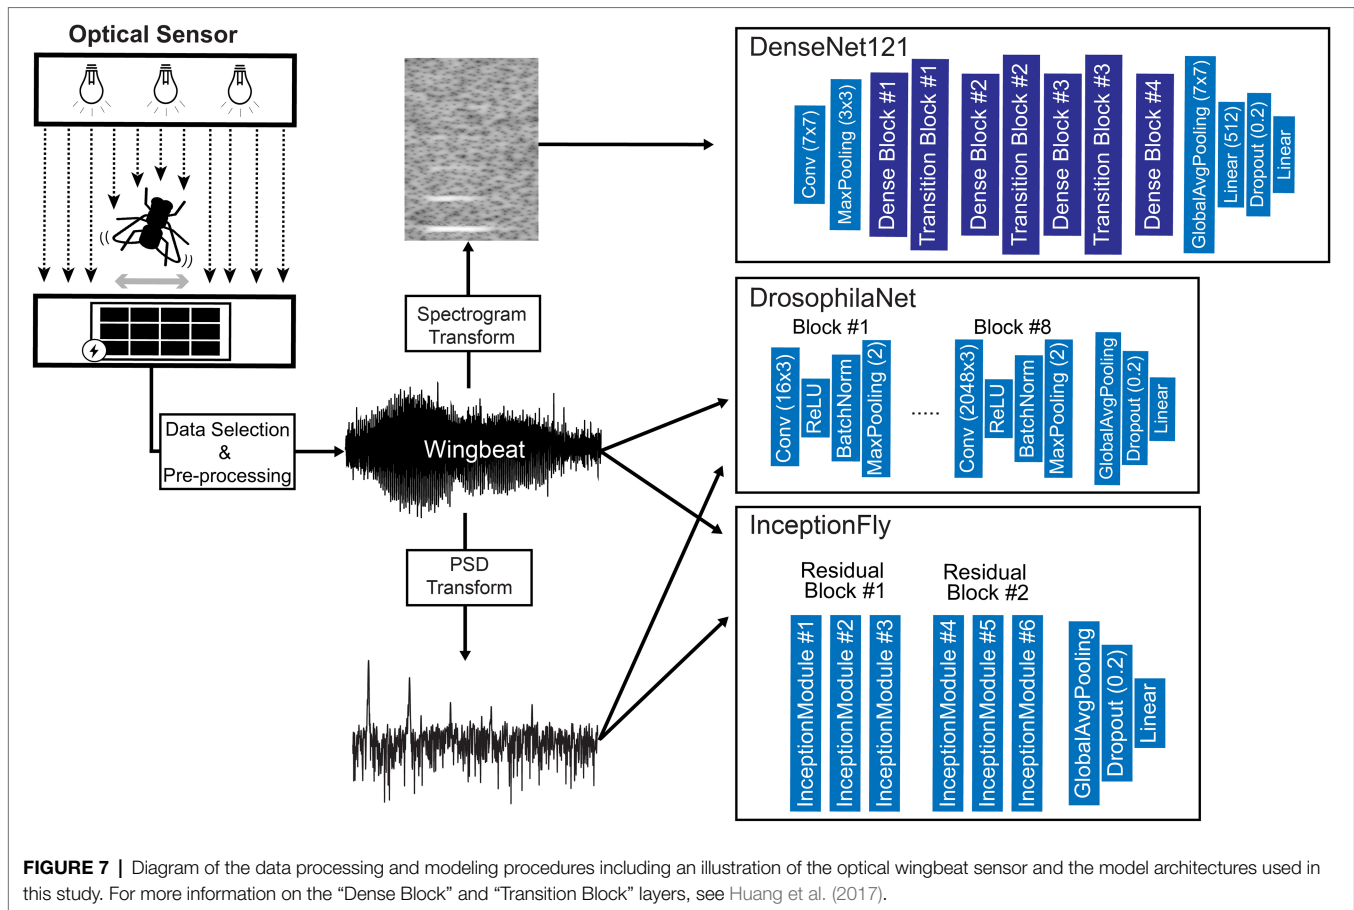 Optical Sensor
Data Selection
&
Pre-processing
Spectrogram
Transform
Wingbeat
PSD
Transform
DenseNet121
Conv (7x7)
MaxPooling (3x3)
Dense Block #1
Transition Block #1
Dense Block #2
Transition Block #2
Dense Block #3
Transition Block #3
Dense Block #4
GlobalAvgPooling (7x7)
Linear (512)
Dropout (0.2)
Linear
DrosophilaNet
Block #1
Conv (16x3)
ReLU
BatchNorm
MaxPooling (2)
.....
Block #8
Conv (2048x3)
ReLU
BatchNorm
MaxPooling (2)
GlobalAvgPooling
Dropout (0.2)
Linear
InceptionFly
Residual
Block #1
InceptionModule #1
InceptionModule #2
InceptionModule #3
Residual
Block #2
InceptionModule #4
InceptionModule #5
InceptionModule #6
GlobalAvgPooling
Dropout (0.2)
Linear
FIGURE 7 | Diagram of the data processing and modeling procedures including an illustration of the optical wingbeat sensor and the model architectures used in
this study. For more information on the “Dense Block” and “Transition Block” layers, see Huang et al. (2017).